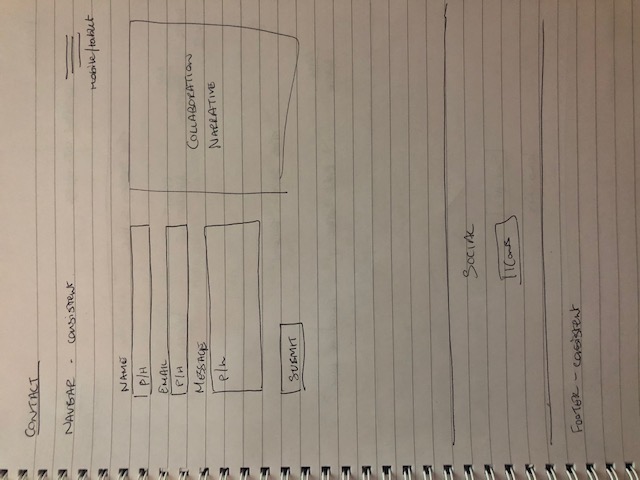 CONTACT
NAVBAR - consistent
Mobile/tablet
NAME
P/H
EMAIL
P/H
MESSAGE
P/H
SUBMIT
COLLABORATION
NARRATIVE
SOCIAL
Icons
FOOTER - consistent